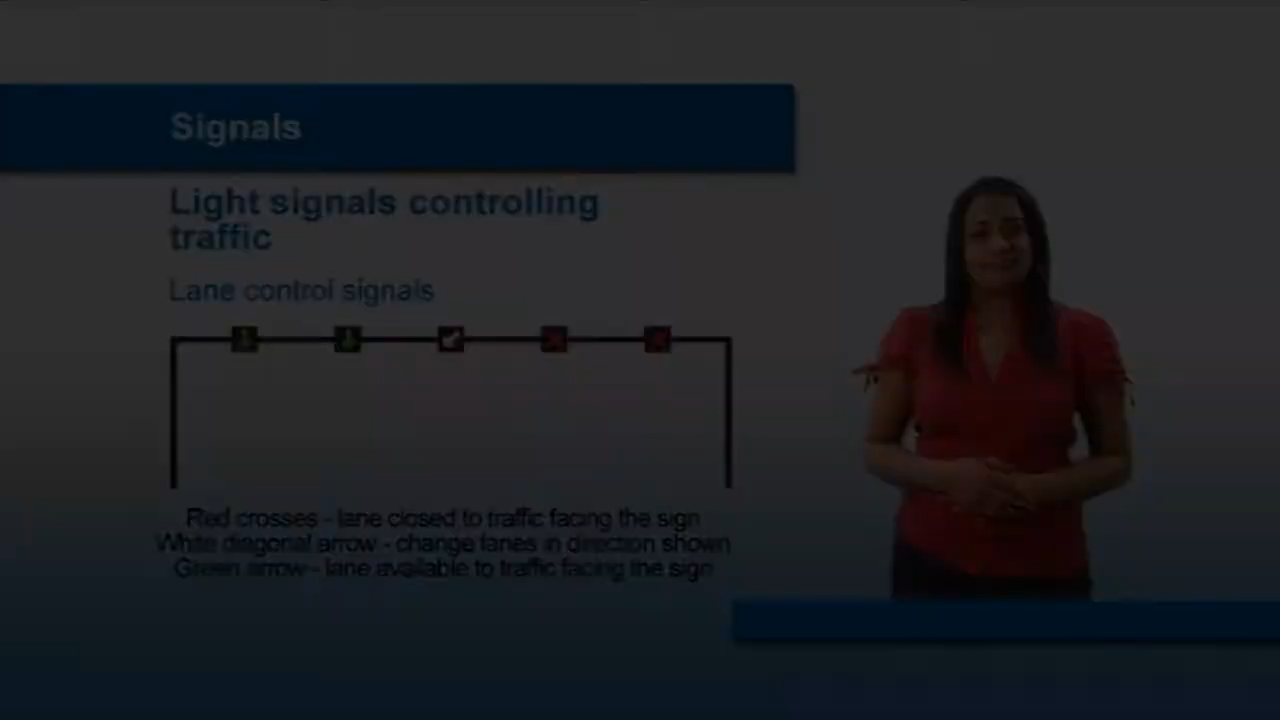 Signals
Light signals controlling
traffic
Lane control signals
Red crosses - lane closed to traffic facing the sign
White diagonal arrow - change lanes in direction shown
Green arrow - lane available to traffic facing the sign